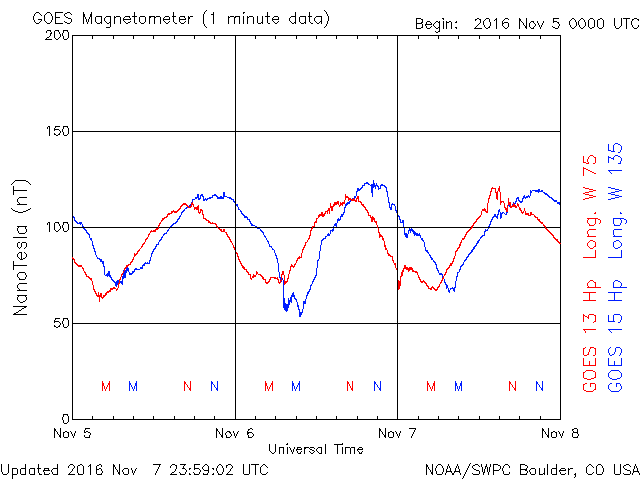 GOES Magnetometer (1 minute data)
Begin: 2016 Nov 5 0000 UTC
200
150
100
50
0
NanoTesla (nT)
M M N N M M N N M M N N
Nov 5 Nov 6 Nov 7 Nov 8
Universal Time
GOES 13 Hp Long. W 75
GOES 15 Hp Long. W 135
Updated 2016 Nov 7 23:59:02 UTC
NOAA/SWPC Boulder, CO USA